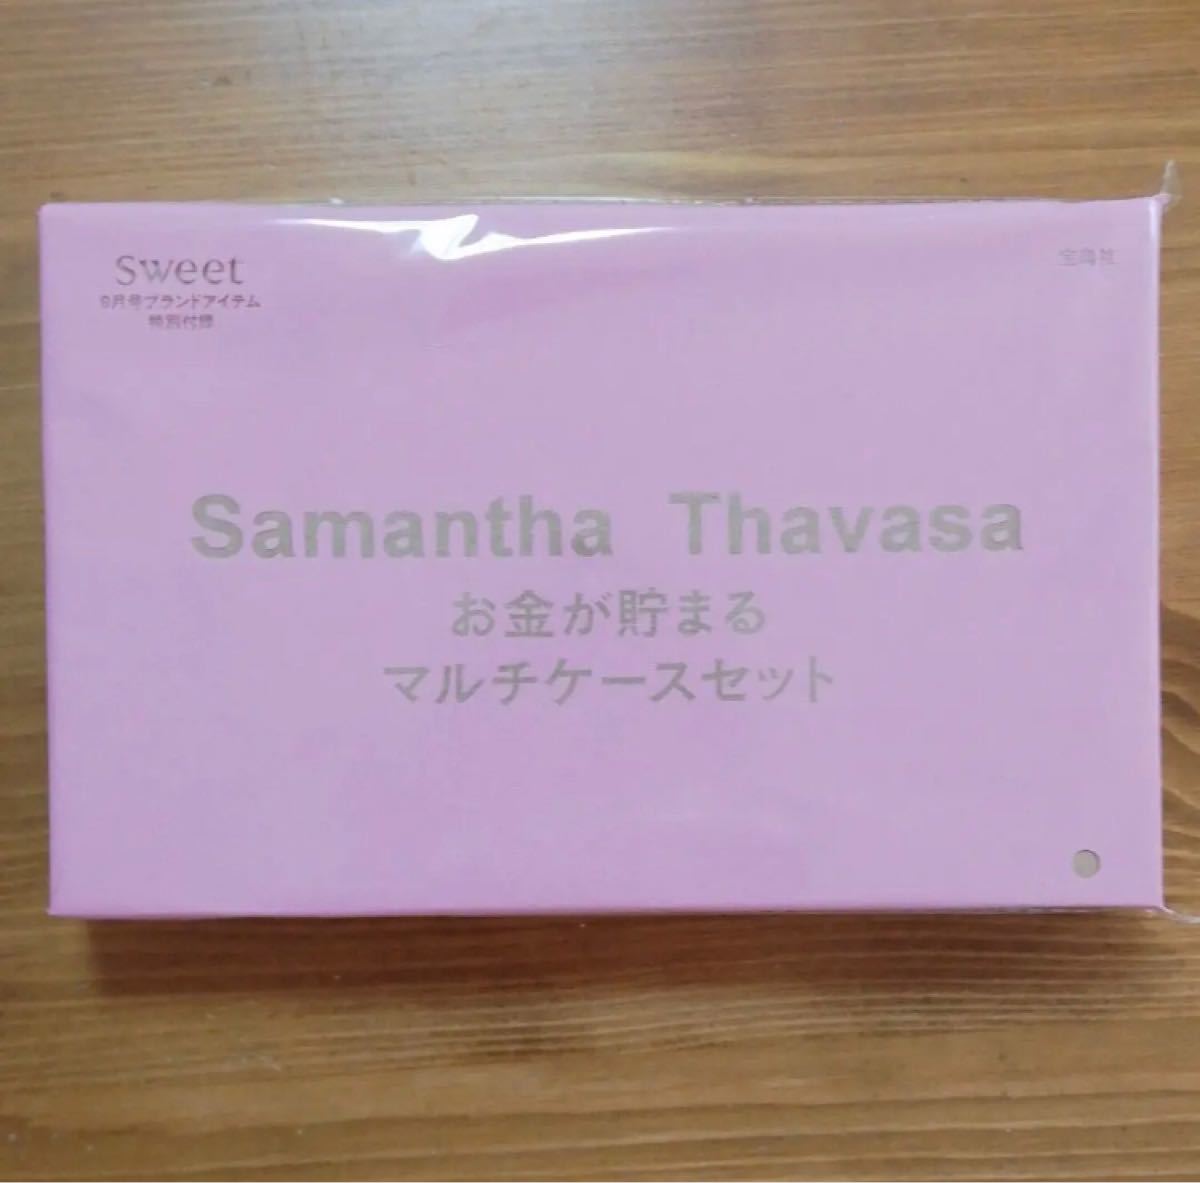 Sweet
9月号ブランドアイテム
特別付録
宝島社
Samantha Thavasa
お金が貯まる
マルチケースセット